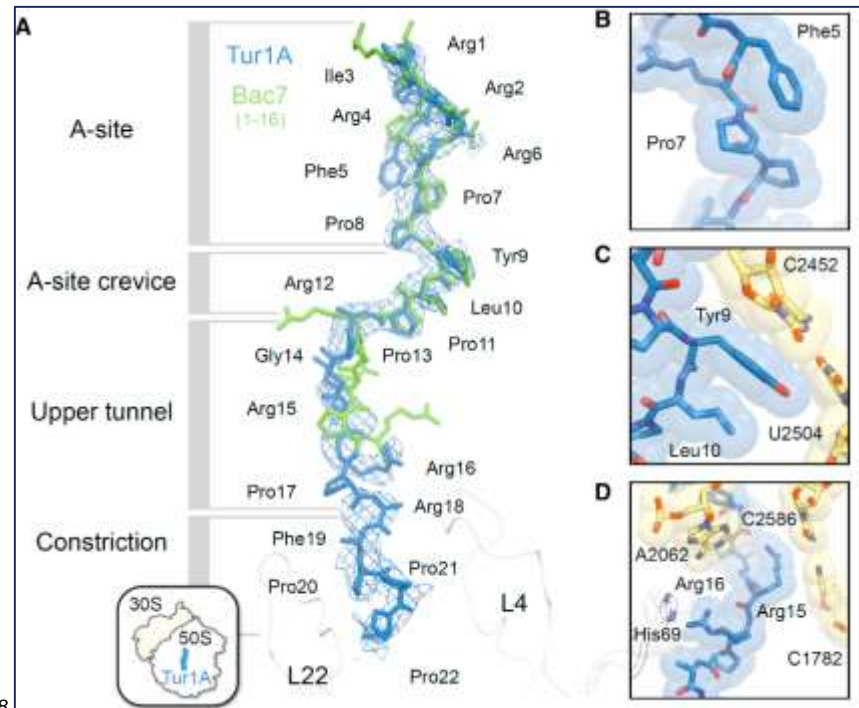 A
Tur1A
Bac7
(1-16)
Arg1
Ile3
Arg2
Arg4
A-site
Arg6
Phe5
Pro7
Pro8
Tyr9
A-site crevice
Arg12
Leu10
Pro11
Gly14
Pro13
Upper tunnel
Arg15
Arg16
Pro17
Arg18
Constriction
Phe19
Pro20
Pro21
30S
50S
Tur1A
L22
L4
Pro22
B
Phe5
Pro7
C
C2452
Tyr9
U2504
Leu10
D
C2586
A2062
Arg16
Arg15
His69
C1782
8